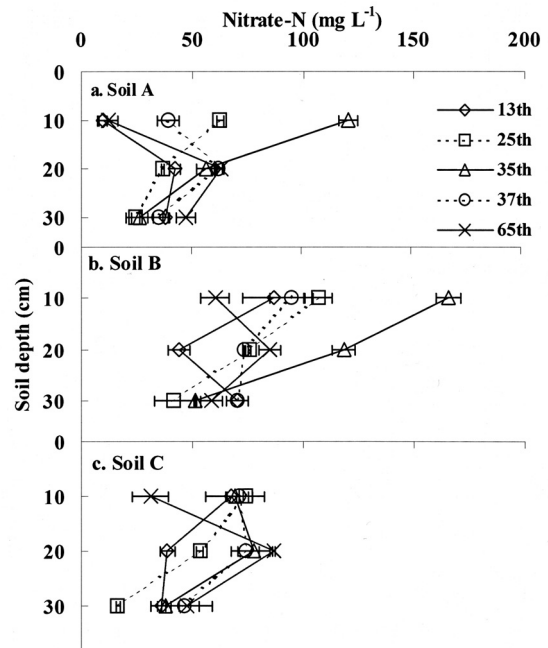 Nitrate-N (mg L-1)
0 50 100 150 200
0
a. Soil A
10
20
30
13th
25th
35th
37th
65th
0
b. Soil B
10
20
30
Soil depth (cm)
0
c. Soil C
10
20
30